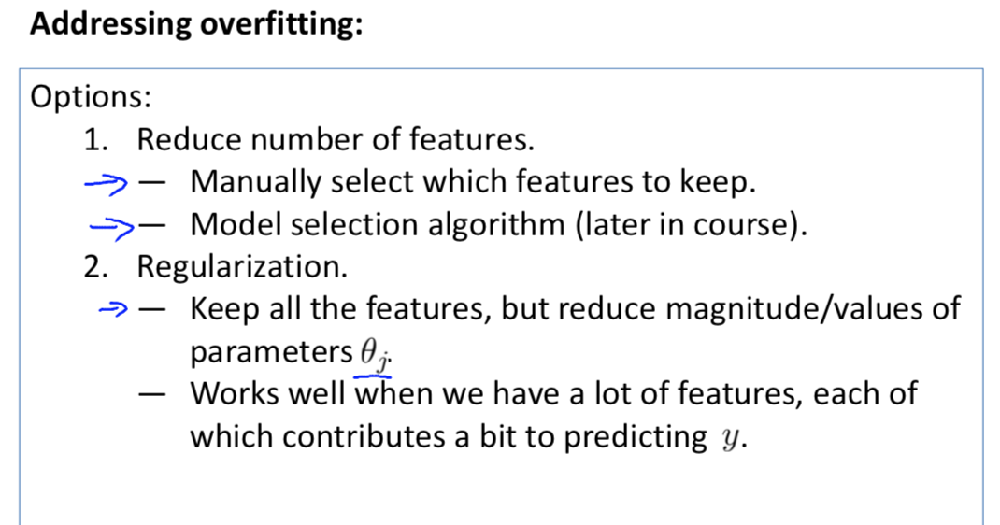 Addressing overfitting:
Options:
1. Reduce number of features.
— Manually select which features to keep.
— Model selection algorithm (later in course).
2. Regularization.
— Keep all the features, but reduce magnitude/values of
parameters θⱼ.
— Works well when we have a lot of features, each of
which contributes a bit to predicting y.